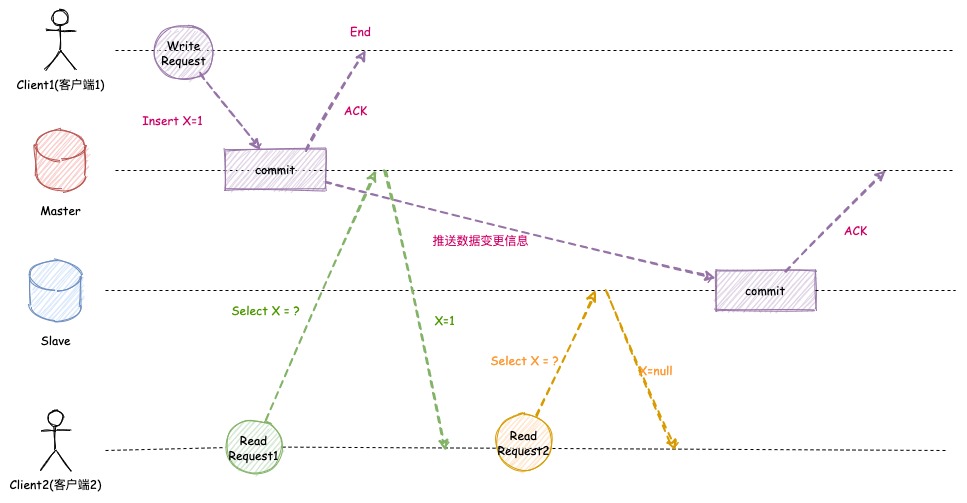 End
Write
Request
Client1(客户端1)
Insert X=1
ACK
commit
Master
推送数据变更信息
ACK
commit
Slave
Select X = ?
X=1
Select X = ?
X=null
Read
Request1
Read
Request2
Client2(客户端2)